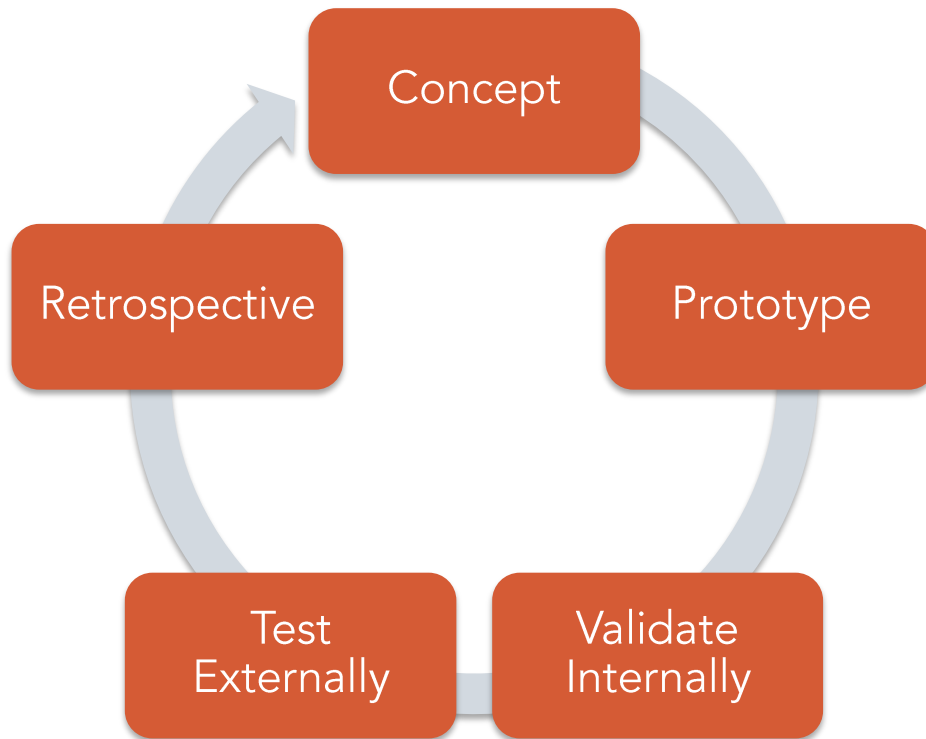 Concept
Prototype
Validate
Internally
Test
Externally
Retrospective